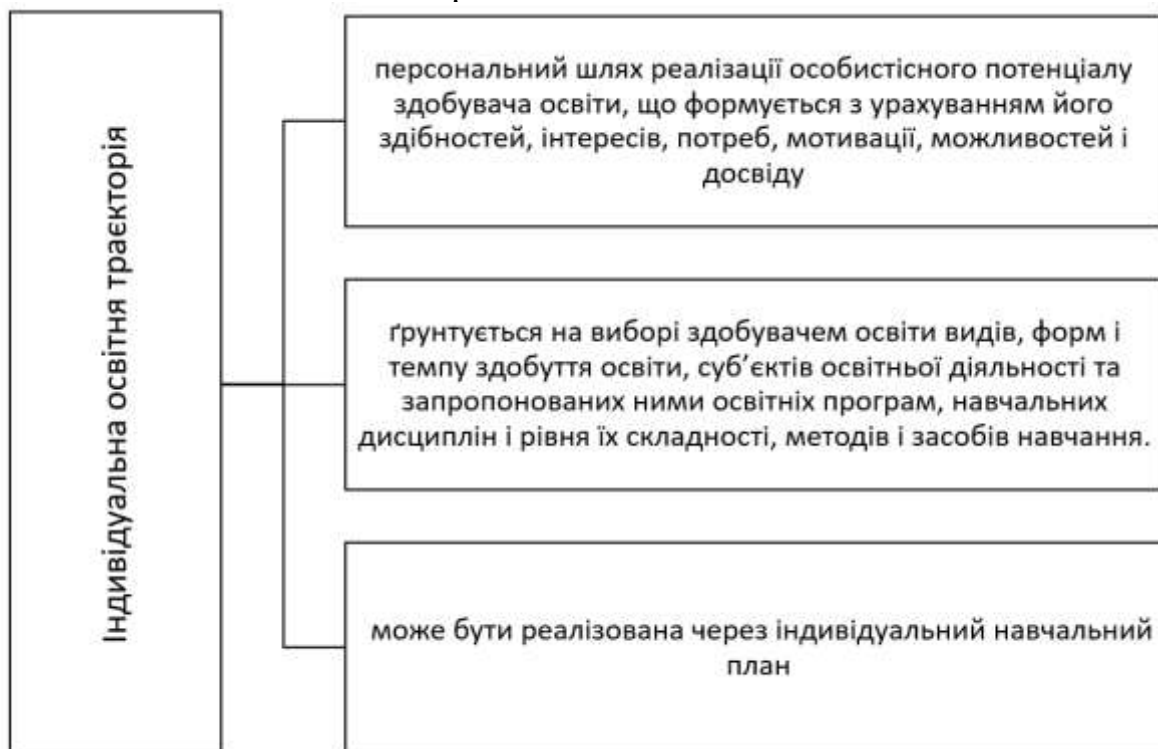 Індивідуальна освітня траєкторія
персональний шлях реалізації особистісного потенціалу
здобувача освіти, що формується з урахуванням його
здібностей, інтересів, потреб, мотивації, можливостей і
досвіду
ґрунтується на виборі здобувачем освіти видів, форм і
темпу здобуття освіти, суб’єктів освітньої діяльності та
запропонованих ними освітніх програм, навчальних
дисциплін і рівня їх складності, методів і засобів навчання.
може бути реалізована через індивідуальний навчальний
план